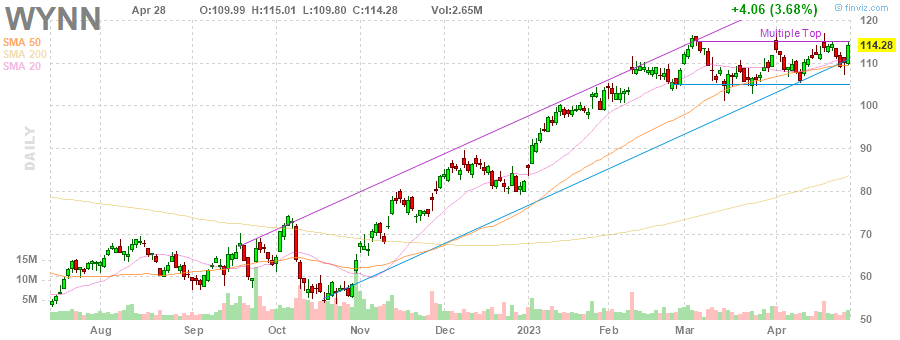 WYNN Apr 28 O:109.99 H:115.01 L:109.80 C:114.28 Vol:2.65M +4.06 (3.68%) © finviz.com
SMA 50
SMA 200
SMA 20
DAILY
Multiple Top
120
114.28
110
100
90
80
70
60
50
15M
10M
5M
Aug Sep Oct Nov Dec 2023 Feb Mar Apr